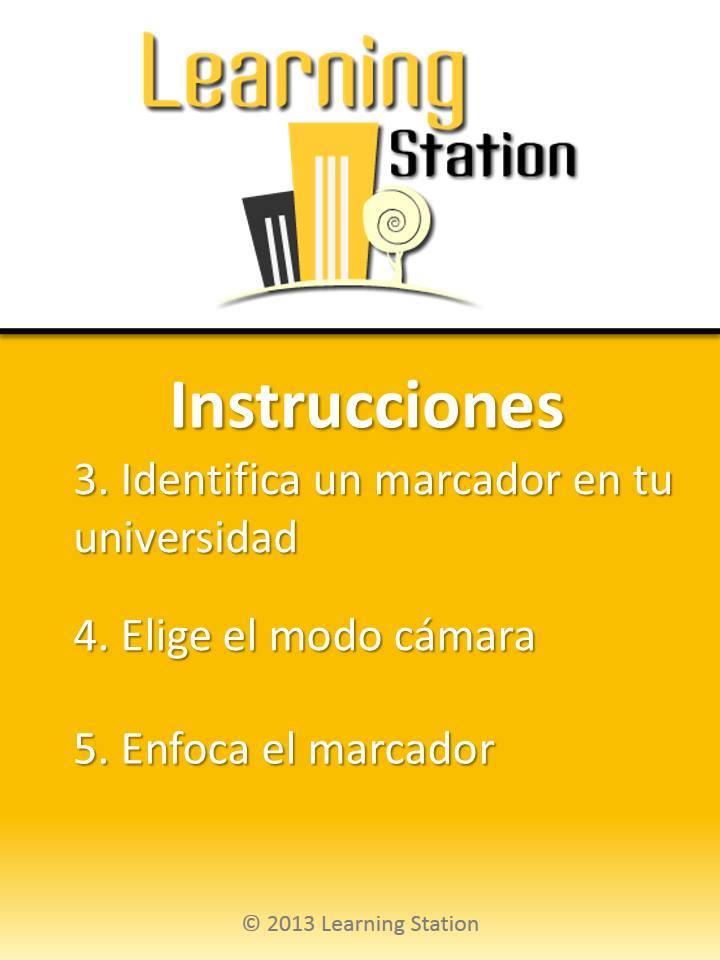 Learning
Station
Instrucciones
3. Identifica un marcador en tu
universidad
4. Elige el modo cámara
5. Enfoca el marcador
© 2013 Learning Station